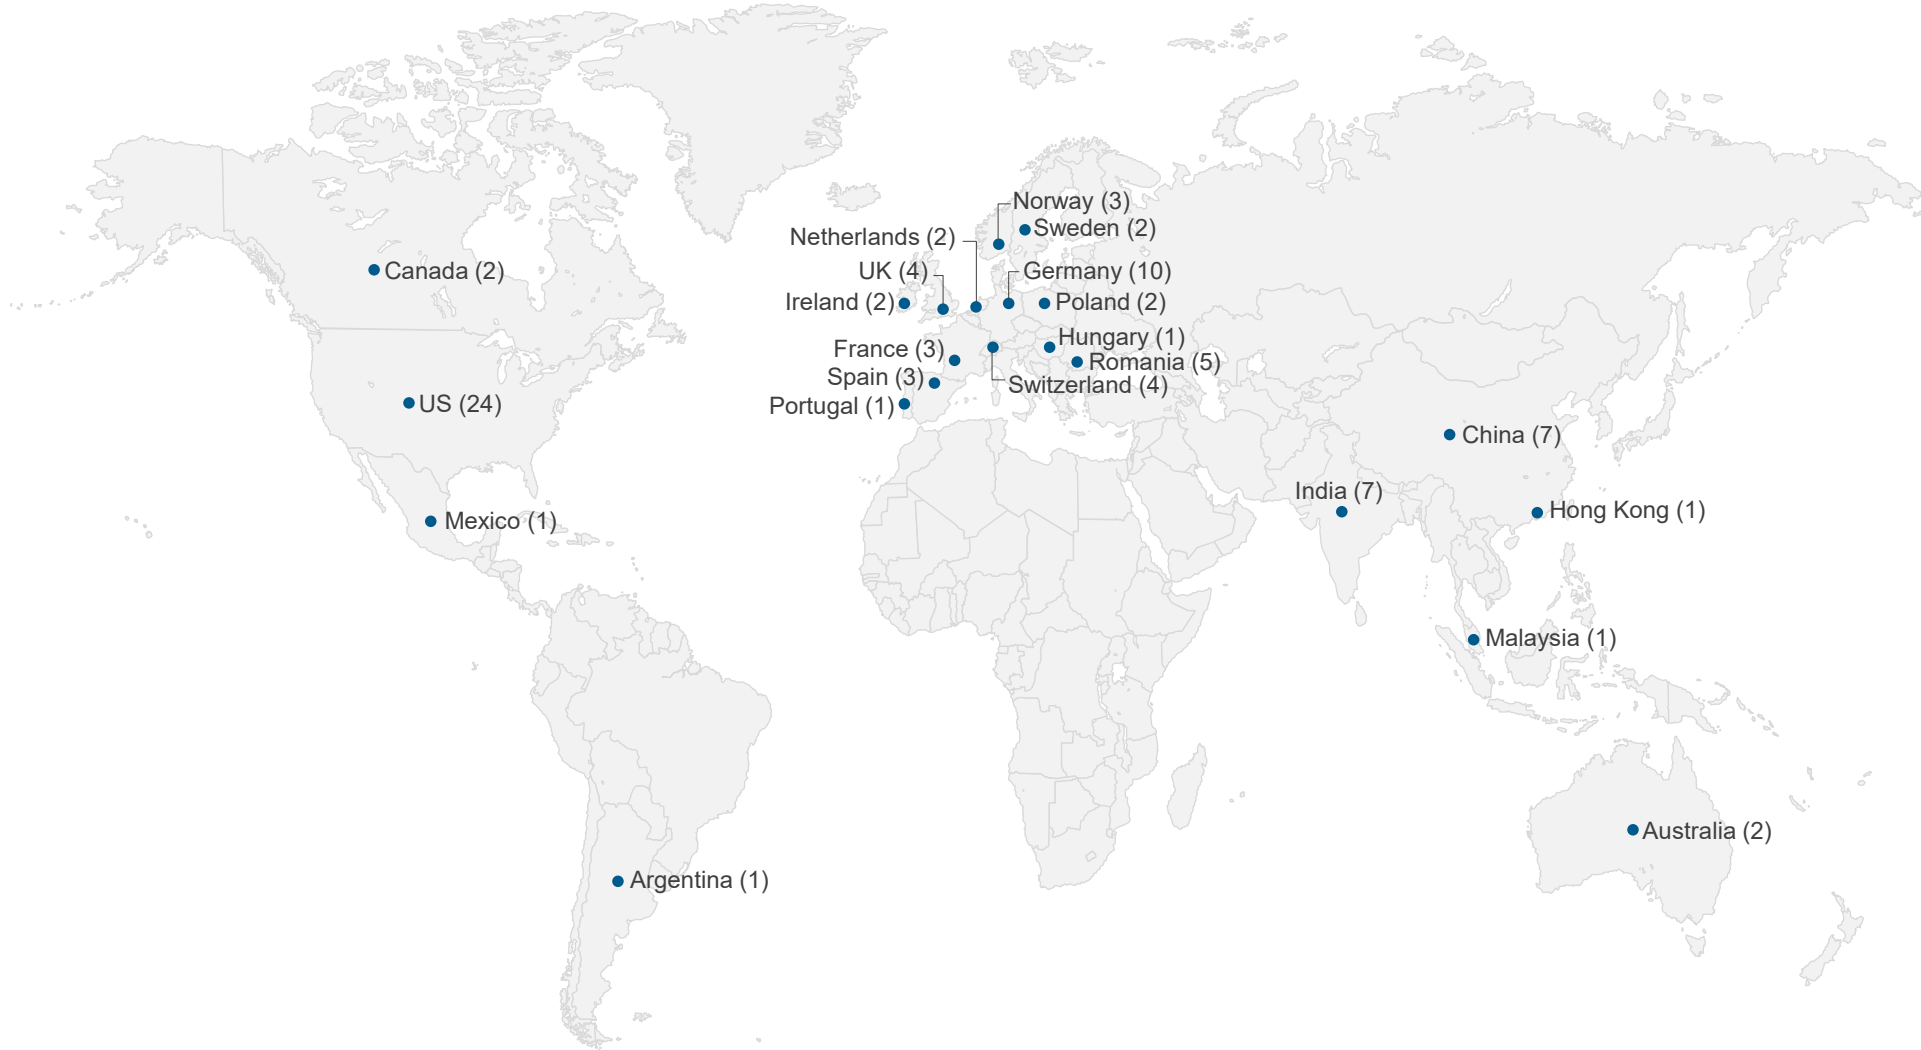 Norway (3)
Sweden (2)
Netherlands (2)
UK (4)
Germany (10)
Canada (2)
Ireland (2)
Poland (2)
Hungary (1)
France (3)
Romania (5)
Spain (3)
Switzerland (4)
US (24)
Portugal (1)
China (7)
India (7)
Hong Kong (1)
Mexico (1)
Malaysia (1)
Australia (2)
Argentina (1)